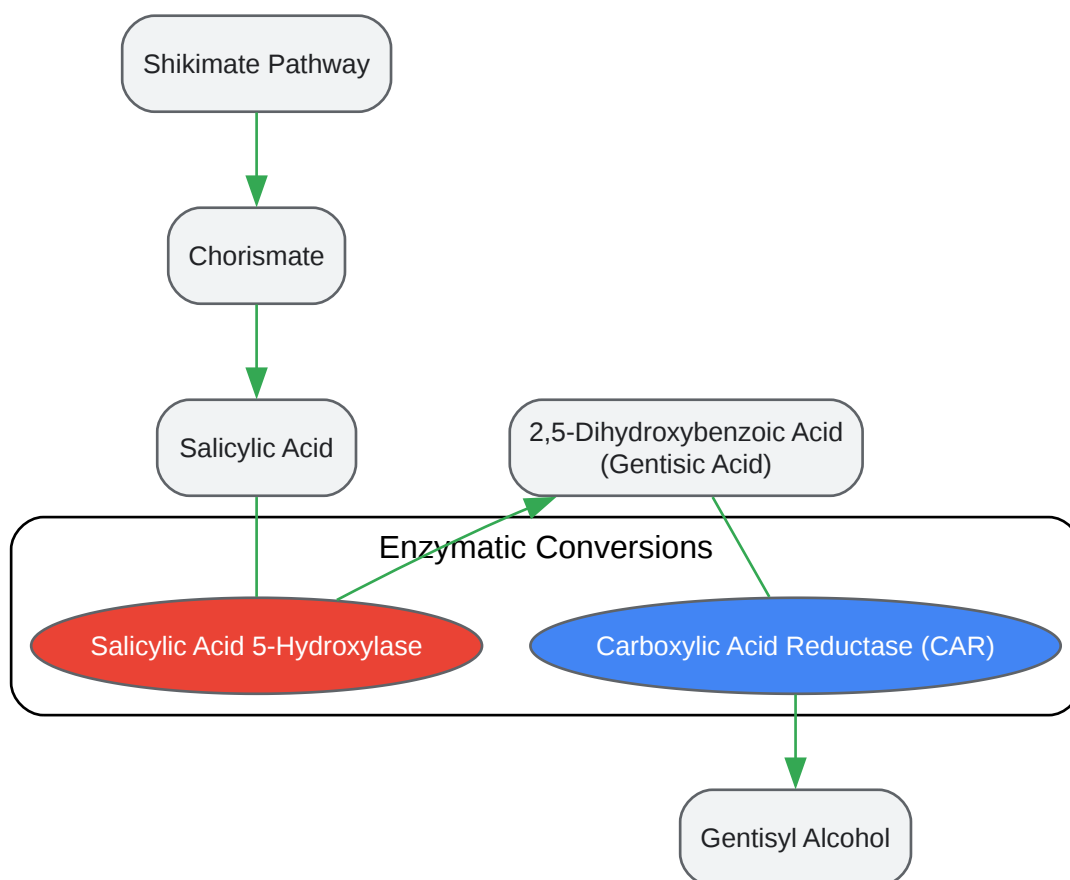 Shikimate Pathway
Chorismate
Salicylic Acid
2,5-Dihydroxybenzoic Acid
(Gentisic Acid)
Enzymatic Conversions
Salicylic Acid 5-Hydroxylase
Carboxylic Acid Reductase (CAR)
Gentisyl Alcohol